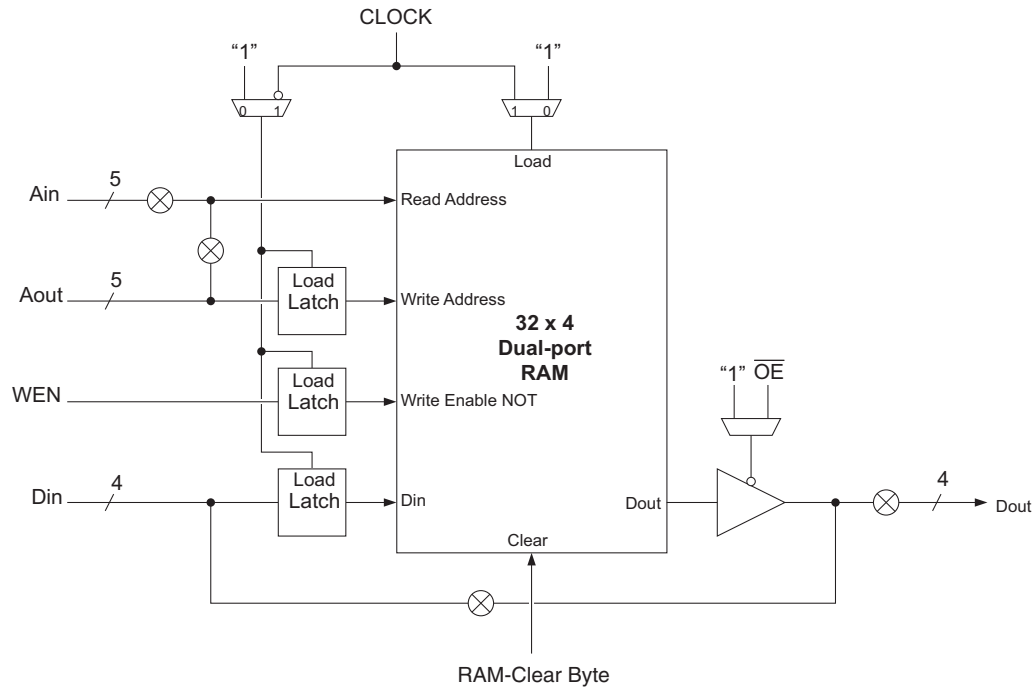 CLOCK
“1”
“1”
0 1
1 0
Load
Ain
5
Read Address
Aout
5
Load
Latch
Write Address
32 x 4
Dual-port
RAM
WEN
Load
Latch
Write Enable NOT
“1” O̅E̅
Din
4
Load
Latch
Din
Dout
4
Dout
Clear
RAM-Clear Byte